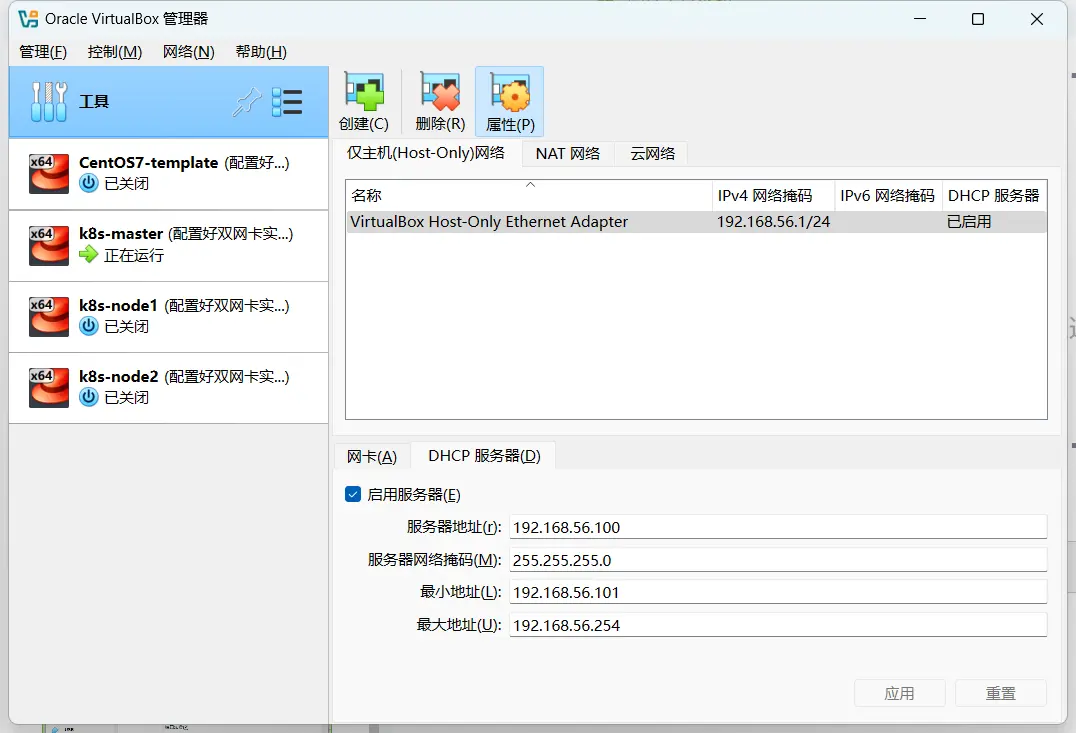 Oracle VirtualBox 管理器
管理(F) 控制(M) 网络(N) 帮助(H)
工具
创建(C) 删除(R) 属性(P)
x64 CentOS7-template (配置好...)
已关闭
x64 k8s-master (配置好双网卡实...)
正在运行
x64 k8s-node1 (配置好双网卡实...)
已关闭
x64 k8s-node2 (配置好双网卡实...)
已关闭
仅主机(Host-Only)网络 NAT 网络 云网络
名称 IPv4 网络掩码 IPv6 网络掩码 DHCP 服务器
VirtualBox Host-Only Ethernet Adapter 192.168.56.1/24 已启用
网卡(A) DHCP 服务器(D)
启用服务器(E)
服务器地址(r): 192.168.56.100
服务器网络掩码(M): 255.255.255.0
最小地址(L): 192.168.56.101
最大地址(U): 192.168.56.254
应用 重置